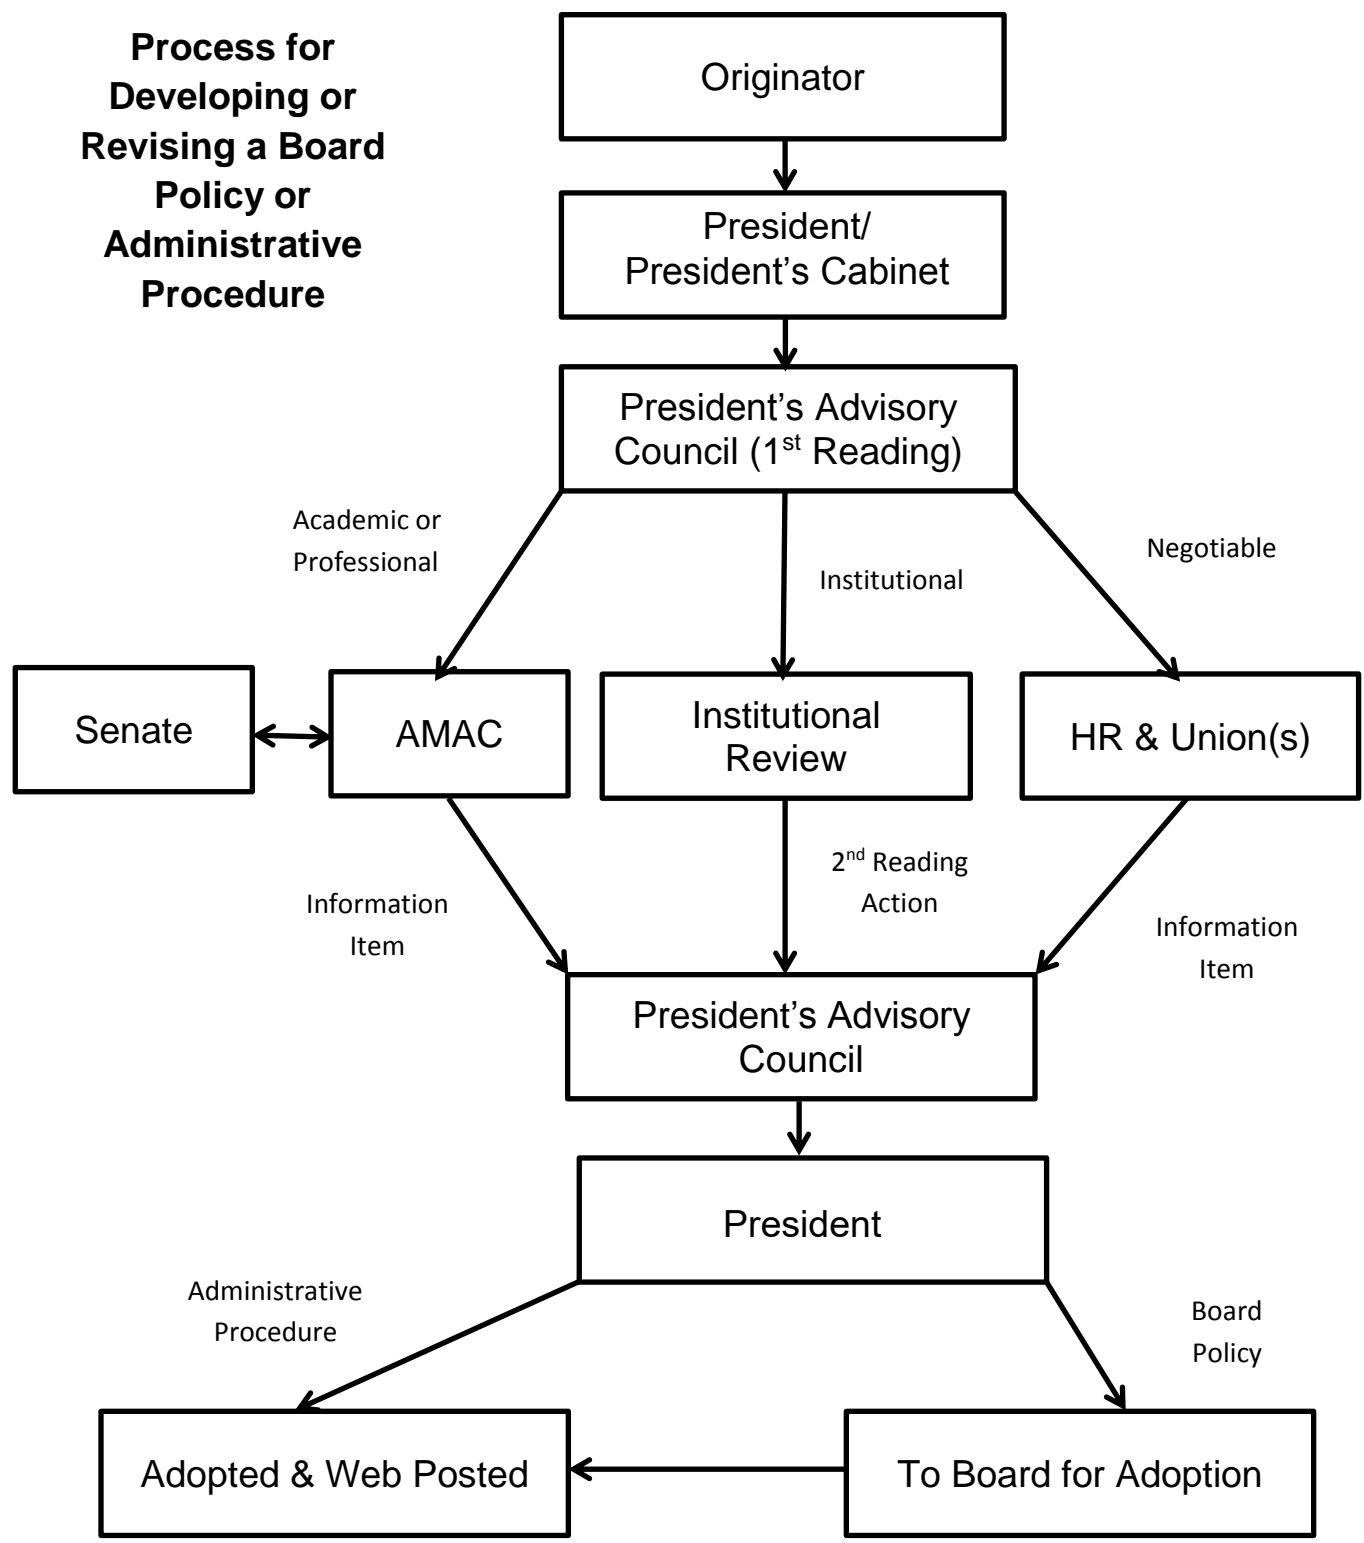 Process for
Developing or
Revising a Board
Policy or
Administrative
Procedure
Originator
President/
President’s Cabinet
President’s Advisory
Council (1st Reading)
Academic or
Professional
Institutional
Negotiable
Senate
AMAC
Institutional
Review
HR & Union(s)
Information
Item
2nd Reading
Action
Information
Item
President’s Advisory
Council
President
Administrative
Procedure
Board
Policy
Adopted & Web Posted
To Board for Adoption